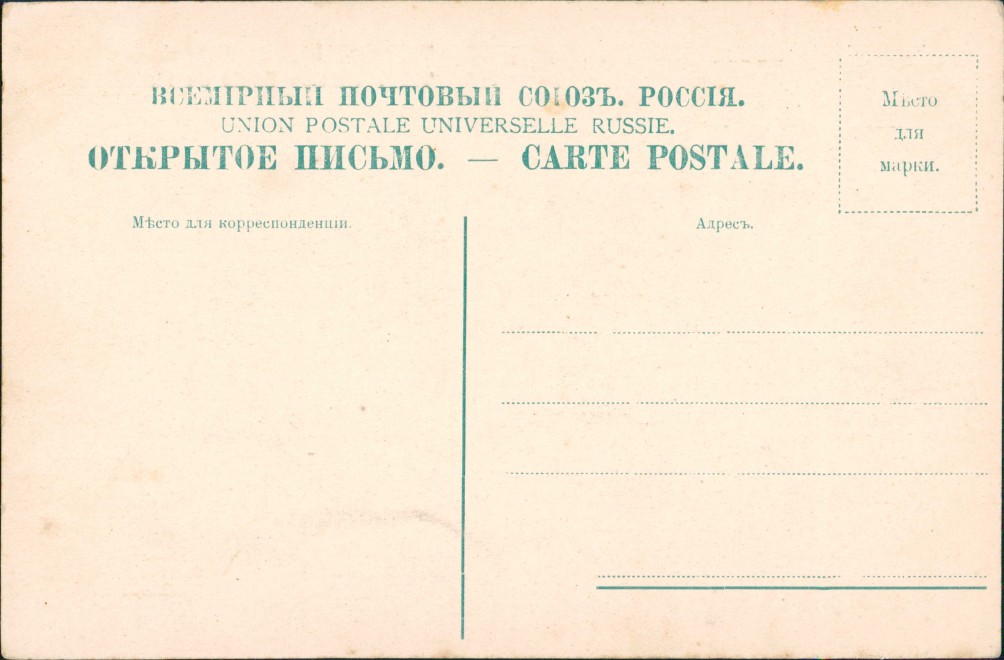 ВСЕМІРНЫЙ ПОЧТОВЫЙ СОЮЗЪ. РОССІЯ.
UNION POSTALE UNIVERSELLE RUSSIE.
ОТКРЫТОЕ ПИСЬМО. — CARTE POSTALE.
Мѣсто
для
марки.
Мѣсто для корреспонденціи.
Адресъ.